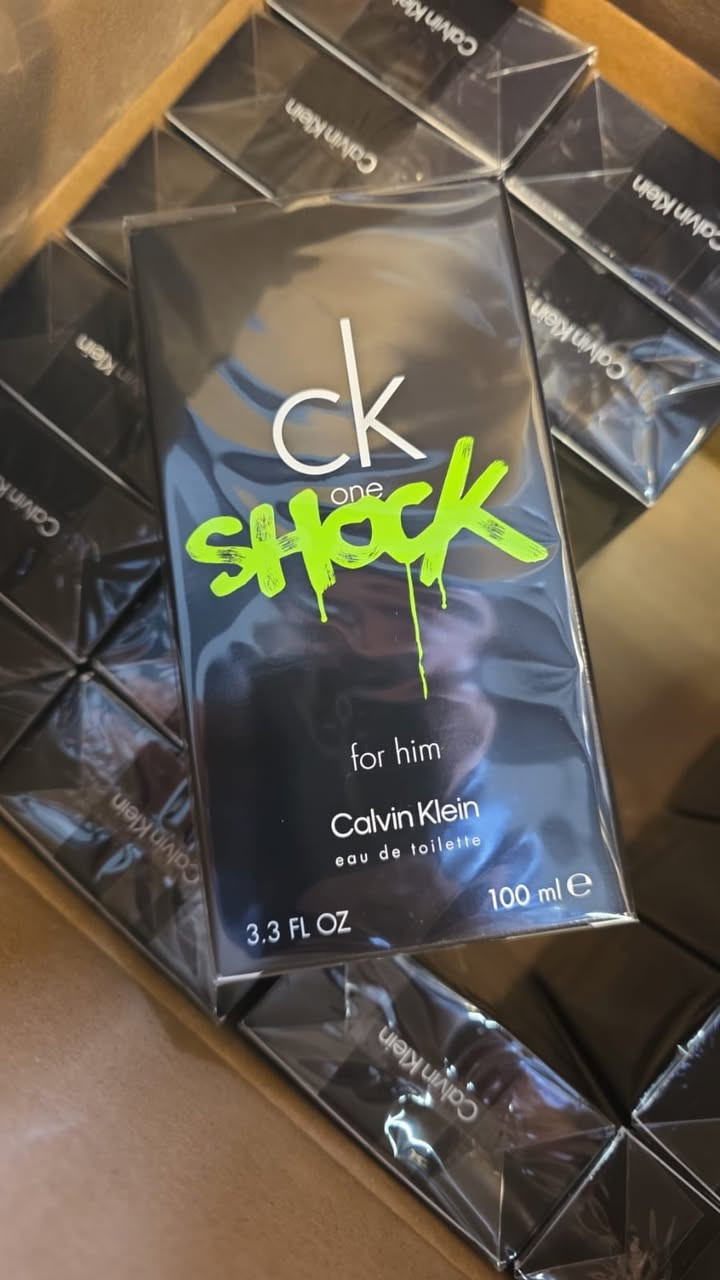 Calvin Klein
Calvin Klein
Calvin Klein
Calvin Klein
Klein
Calvin Klein
ck
one
SHOCK
for him
Calvin Klein
eau de toilette
100 ml e
3.3 FL OZ
Calvin Klein
Calvin Klein